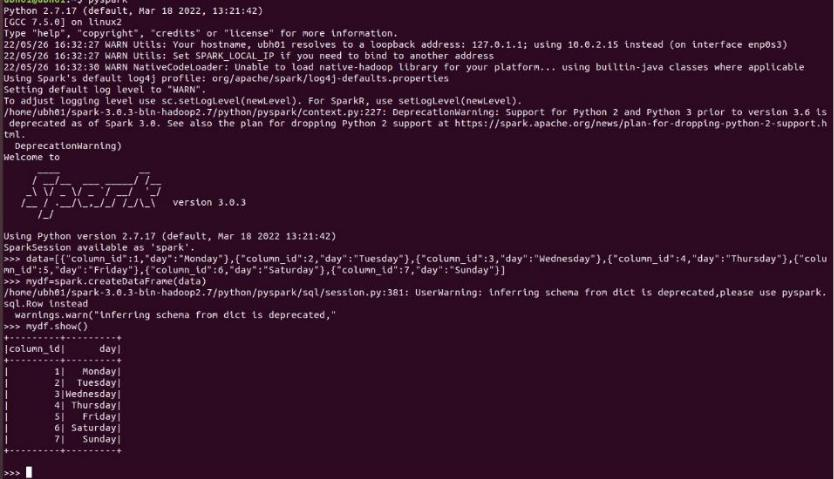 ubh01@ubh01:~$ pyspark
Python 2.7.17 (default, Mar 18 2022, 13:21:42)
[GCC 7.5.0] on linux2
Type "help", "copyright", "credits" or "license" for more information.
22/05/26 16:32:27 WARN Utils: Your hostname, ubh01 resolves to a loopback address: 127.0.1.1; using 10.0.2.15 instead (on interface enp0s3)
22/05/26 16:32:27 WARN Utils: Set SPARK_LOCAL_IP if you need to bind to another address
22/05/26 16:32:30 WARN NativeCodeLoader: Unable to load native-hadoop library for your platform... using builtin-java classes where applicable
Using Spark's default log4j profile: org/apache/spark/log4j-defaults.properties
Setting default log level to "WARN".
To adjust logging level use sc.setLogLevel(newLevel). For SparkR, use setLogLevel(newLevel).
/home/ubh01/spark-3.0.3-bin-hadoop2.7/python/pyspark/context.py:227: DeprecationWarning: Support for Python 2 and Python 3 prior to version 3.6 is
deprecated as of Spark 3.0. See also the plan for dropping Python 2 support at https://spark.apache.org/news/plan-for-dropping-python-2-support.h
tml.
DeprecationWarning)
Welcome to
Spark version 3.0.3
Using Python version 2.7.17 (default, Mar 18 2022 13:21:42)
SparkSession available as 'spark'.
>>> data=[{"column_id":1,"day":"Monday"},{"column_id":2,"day":"Tuesday"},{"column_id":3,"day":"Wednesday"},{"column_id":4,"day":"Thursday"},{"colu
mn_id":5,"day":"Friday"},{"column_id":6,"day":"Saturday"},{"column_id":7,"day":"Sunday"}]
>>> mydf=spark.createDataFrame(data)
/home/ubh01/spark-3.0.3-bin-hadoop2.7/python/pyspark/sql/session.py:381: UserWarning: inferring schema from dict is deprecated,please use pyspark.
sql.Row instead
warnings.warn("inferring schema from dict is deprecated,"
>>> mydf.show()
+---------+---------+
|column_id|      day|
+---------+---------+
|        1|   Monday|
|        2|  Tuesday|
|        3|Wednesday|
|        4| Thursday|
|        5|   Friday|
|        6| Saturday|
|        7|   Sunday|
+---------+---------+
>>>